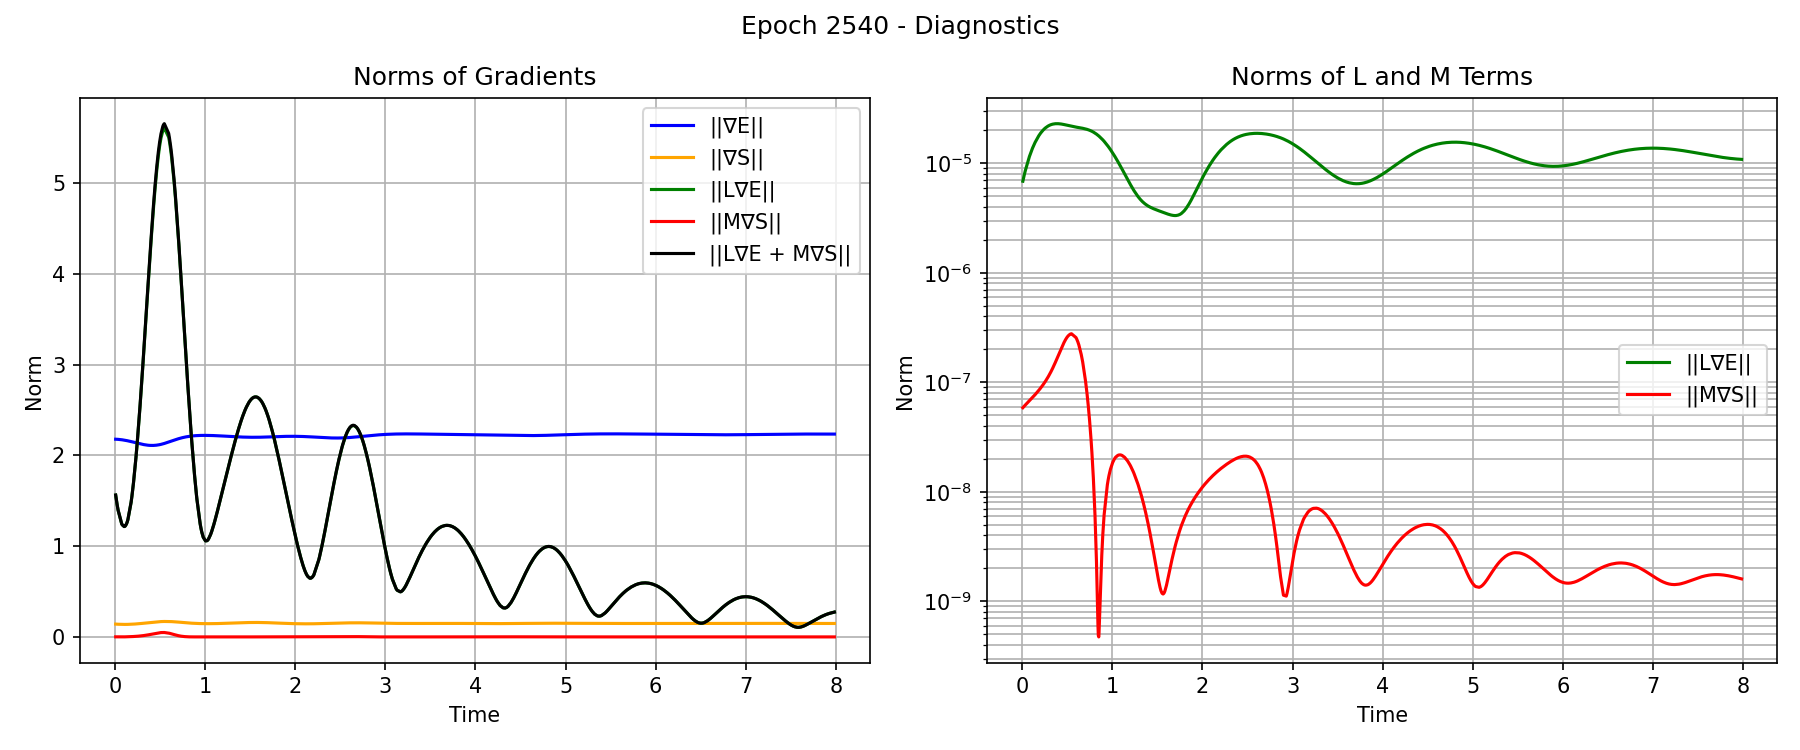 Epoch 2540 - Diagnostics
Norms of Gradients
Norm
5
4
3
2
1
0
||∇E||
||∇S||
||L∇E||
||M∇S||
||L∇E + M∇S||
0 1 2 3 4 5 6 7 8
Time
Norms of L and M Terms
Norm
10⁻⁵
10⁻⁶
10⁻⁷
10⁻⁸
10⁻⁹
||L∇E||
||M∇S||
0 1 2 3 4 5 6 7 8
Time